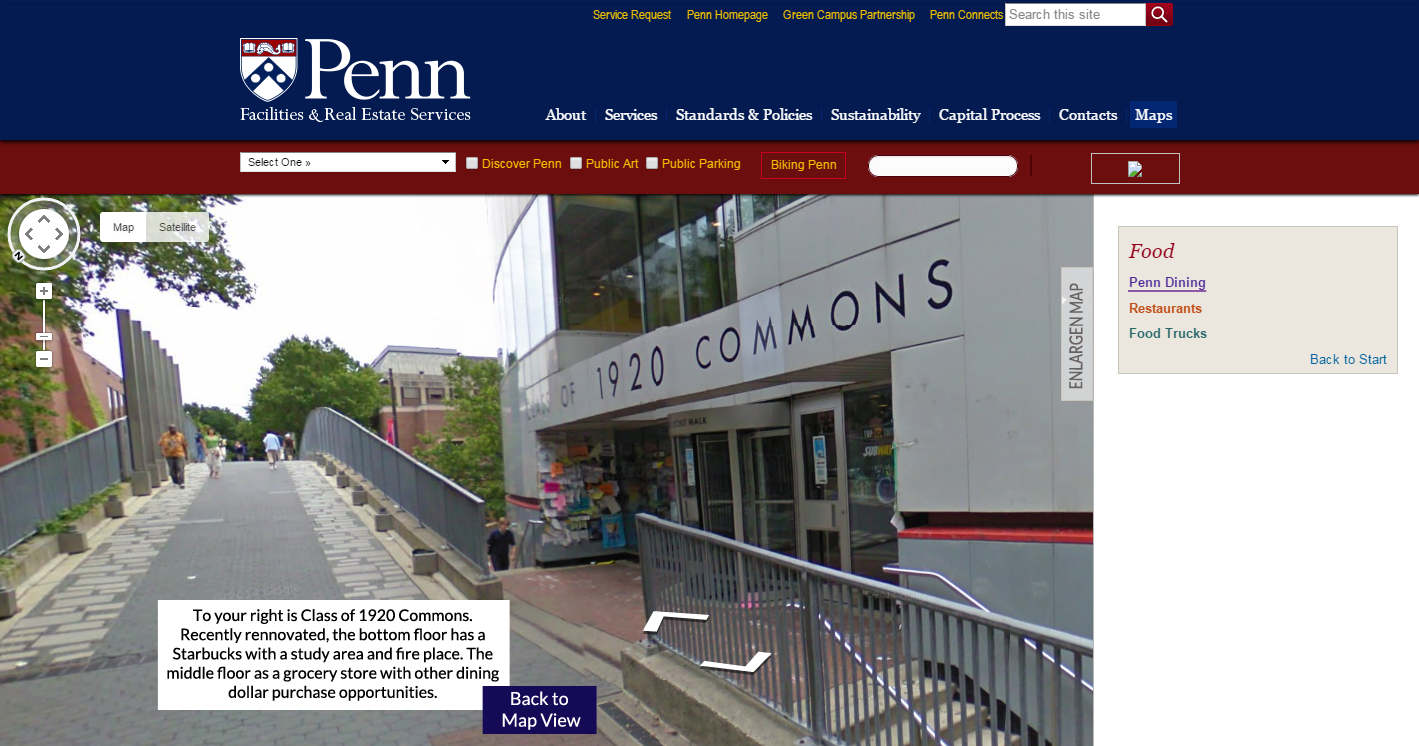 Service Request Penn Homepage Green Campus Partnership Penn Connects Search this site
Penn
Facilities & Real Estate Services
About Services Standards & Policies Sustainability Capital Process Contacts Maps
Select One » Discover Penn Public Art Public Parking Biking Penn
Map Satellite
N
ENLARGEN MAP
Food
Penn Dining
Restaurants
Food Trucks
Back to Start
CLASS OF 1920 COMMONS
WALK
SUBWAY
To your right is Class of 1920 Commons.
Recently rennovated, the bottom floor has a
Starbucks with a study area and fire place. The
middle floor as a grocery store with other dining
dollar purchase opportunities.
Back to
Map View